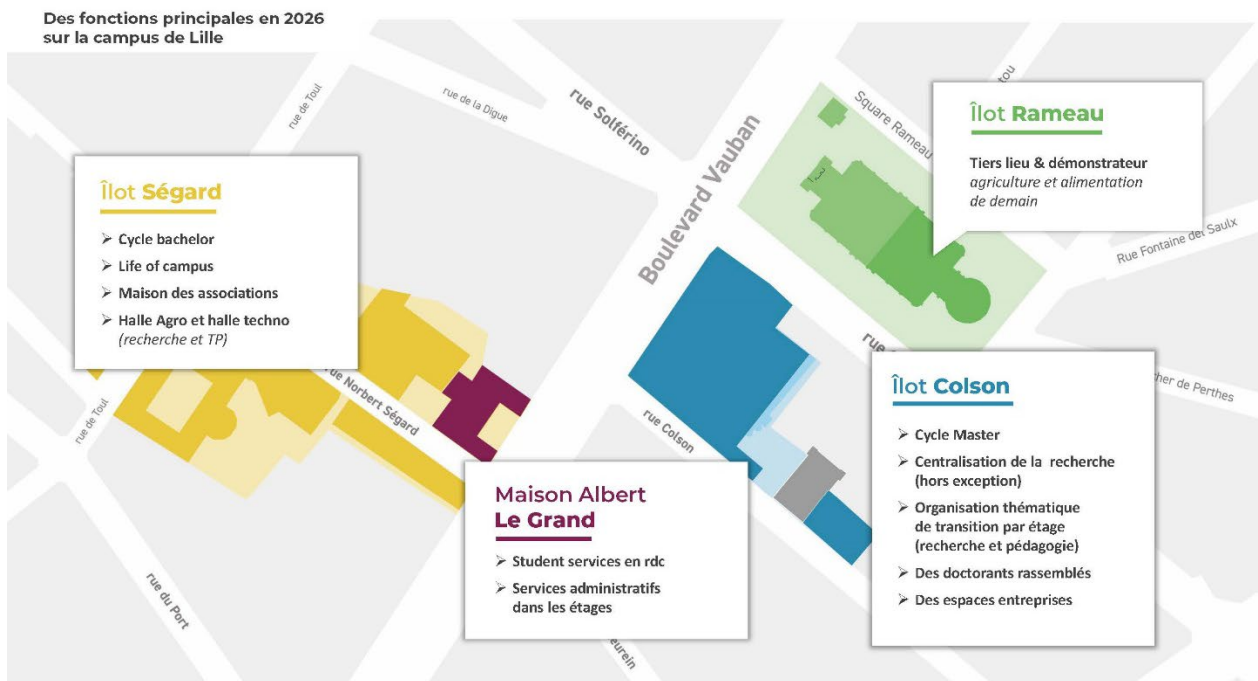 Des fonctions principales en 2026
sur la campus de Lille
rue de Toul
rue de la Digue
rue Solférino
Boulevard Vauban
Square Rameau
Îlot Rameau
Tiers lieu & démonstrateur
agriculture et alimentation
de demain
Rue Fontaine del Saulx
Îlot Ségard
➢ Cycle bachelor
➢ Life of campus
➢ Maison des associations
➢ Halle Agro et halle techno
(recherche et TP)
rue de Toul
rue Norbert Ségard
rue Colson
rue
Îlot Colson
➢ Cycle Master
➢ Centralisation de la recherche
(hors exception)
➢ Organisation thématique
de transition par étage
(recherche et pédagogie)
➢ Des doctorants rassemblés
➢ Des espaces entreprises
cher de Perthes
Maison Albert
Le Grand
➢ Student services en rdc
➢ Services administratifs
dans les étages
rue du Port
eurein